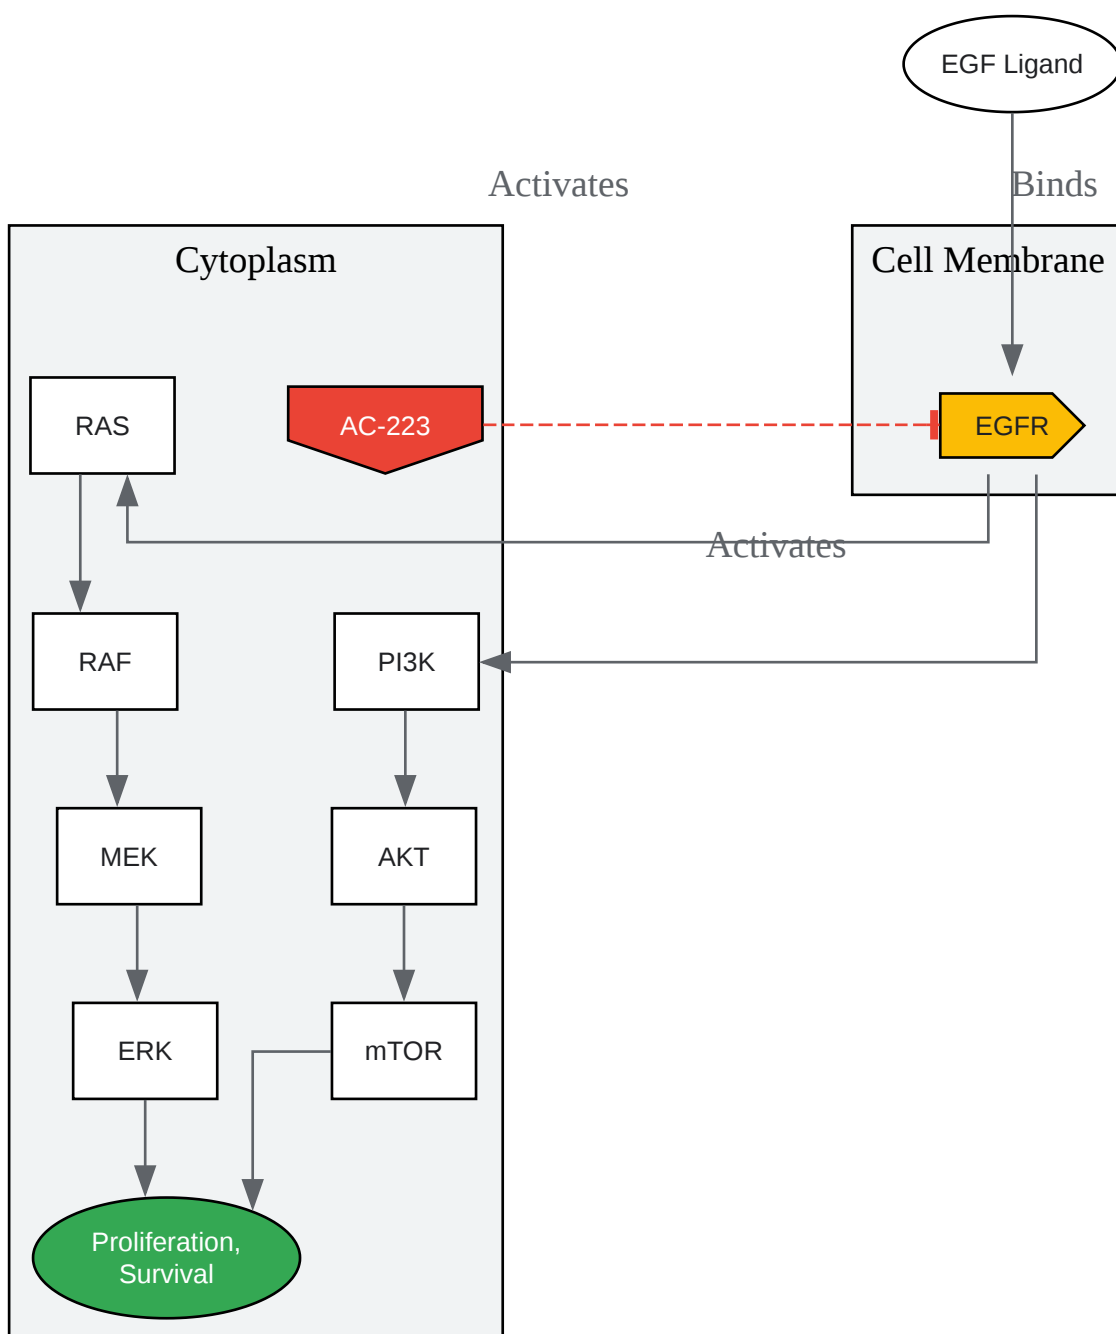 EGF Ligand
Activates
Binds
Cytoplasm
Cell Membrane
RAS
AC-223
EGFR
Activates
RAF
PI3K
MEK
AKT
ERK
mTOR
Proliferation,
Survival